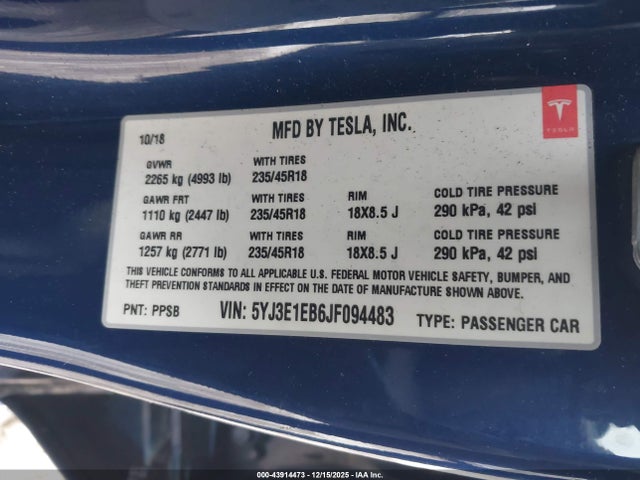 MFD BY TESLA, INC.
TESLA
10/18
GVWR WITH TIRES
2265 kg (4993 lb) 235/45R18
GAWR FRT WITH TIRES RIM COLD TIRE PRESSURE
1110 kg (2447 lb) 235/45R18 18X8.5 J 290 kPa, 42 psi
GAWR RR WITH TIRES RIM COLD TIRE PRESSURE
1257 kg (2771 lb) 235/45R18 18X8.5 J 290 kPa, 42 psi
THIS VEHICLE CONFORMS TO ALL APPLICABLE U.S. FEDERAL MOTOR VEHICLE SAFETY, BUMPER, AND
THEFT PREVENTION STANDARDS IN EFFECT ON THE DATE OF MANUFACTURE SHOWN ABOVE.
PNT: PPSB VIN: 5YJ3E1EB6JF094483 TYPE: PASSENGER CAR
000-43914473 - 12/15/2025 - IAAI.COM